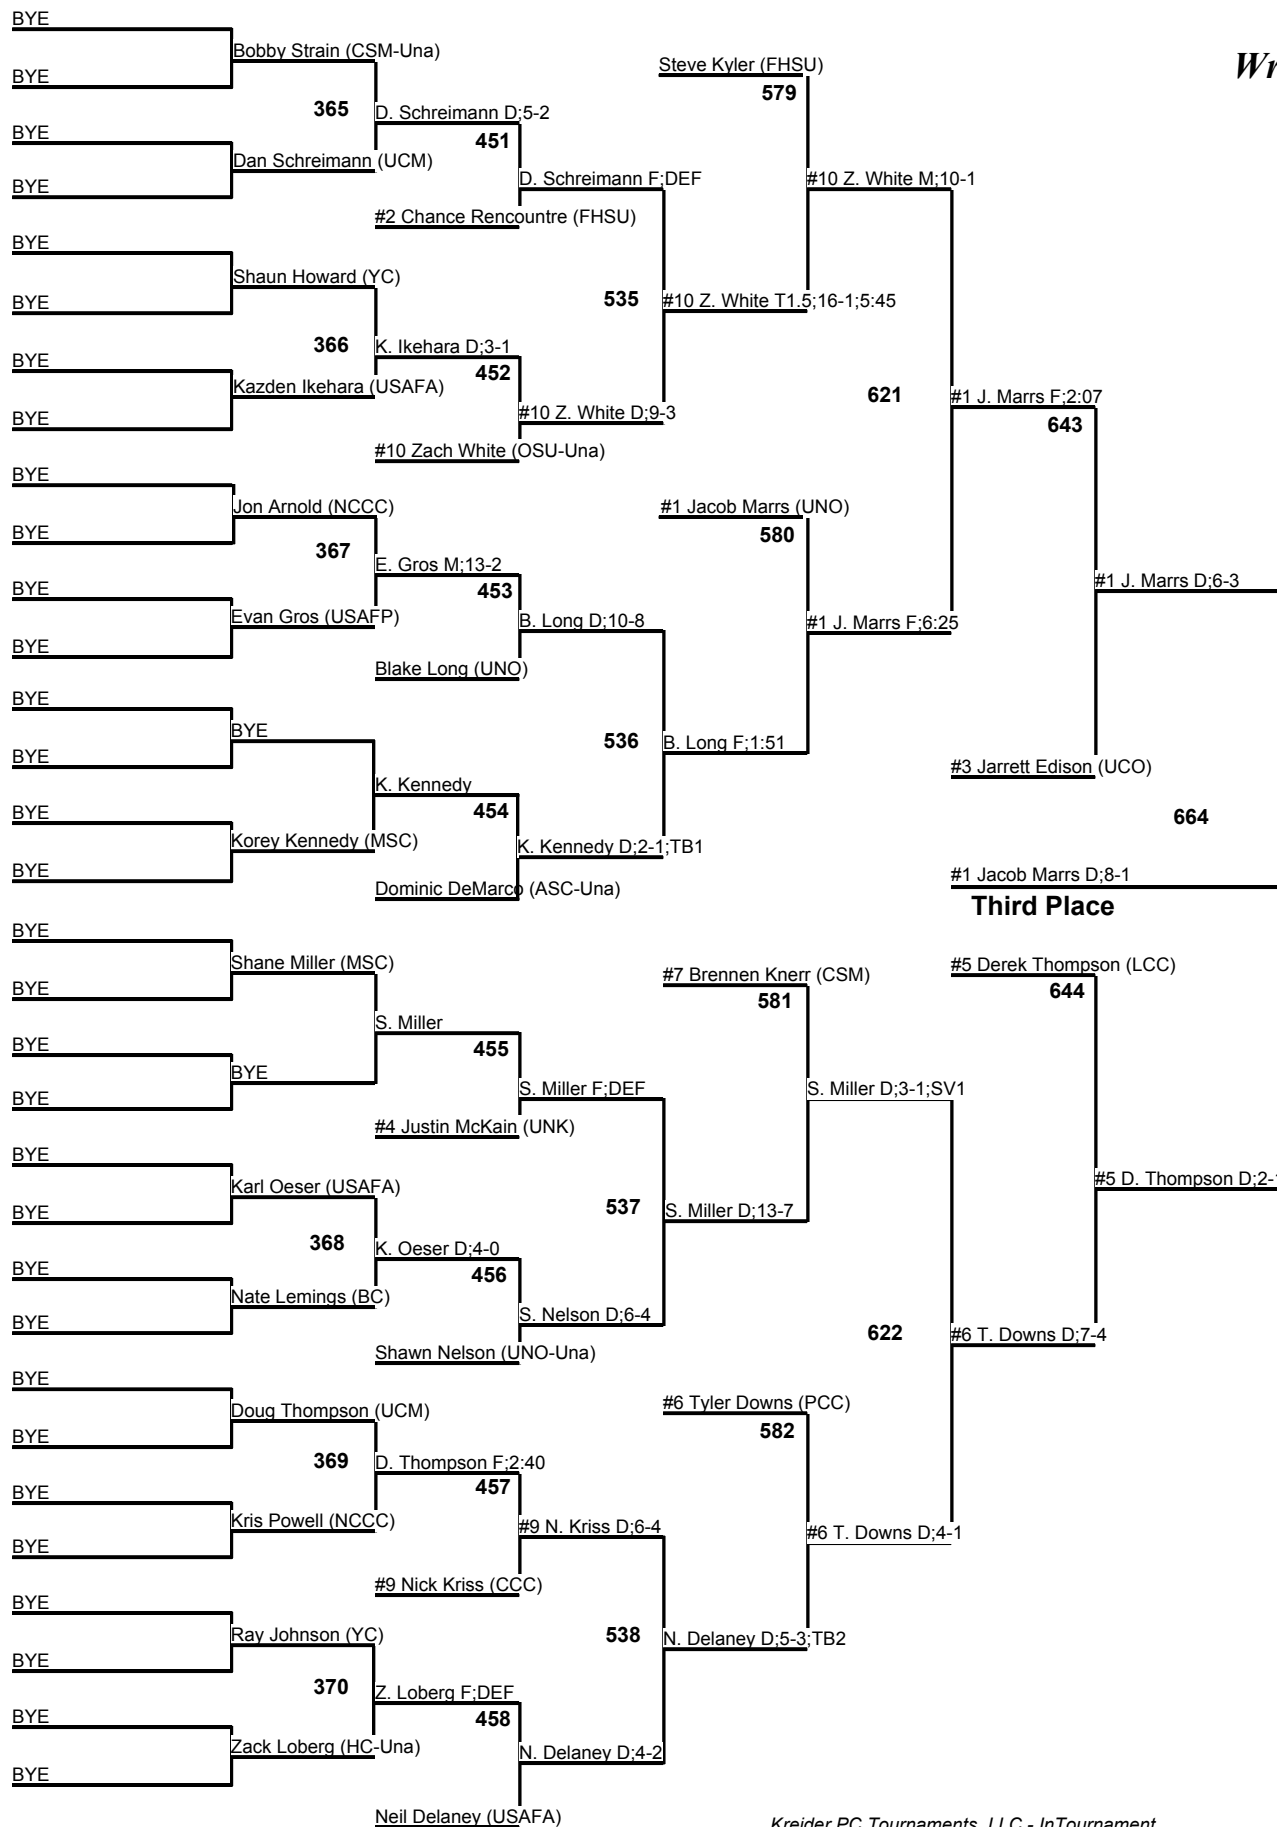 BYE
Bobby Strain (CSM-Una)
Steve Kyler (FHSU)
Wr
BYE
579
365
D. Schreimann D;5-2
BYE
451
Dan Schreimann (UCM)
BYE
D. Schreimann F;DEF
#10 Z. White M;10-1
#2 Chance Rencountre (FHSU)
BYE
Shaun Howard (YC)
BYE
535
#10 Z. White T1.5;16-1;5:45
366
K. Ikehara D;3-1
BYE
452
Kazden Ikehara (USAFA)
621
#1 J. Marrs F;2:07
BYE
#10 Z. White D;9-3
643
#10 Zach White (OSU-Una)
BYE
Jon Arnold (NCCC)
#1 Jacob Marrs (UNO)
BYE
580
367
E. Gros M;13-2
BYE
453
#1 J. Marrs D;6-3
Evan Gros (USAFP)
B. Long D;10-8
#1 J. Marrs F;6:25
BYE
Blake Long (UNO)
BYE
BYE
536
B. Long F;1:51
BYE
#3 Jarrett Edison (UCO)
K. Kennedy
BYE
454
664
Korey Kennedy (MSC)
K. Kennedy D;2-1;TB1
BYE
Dominic DeMarco (ASC-Una)
#1 Jacob Marrs D;8-1
Third Place
BYE
Shane Miller (MSC)
#7 Brennen Knerr (CSM)
#5 Derek Thompson (LCC)
BYE
581
644
S. Miller
BYE
455
BYE
S. Miller F;DEF
S. Miller D;3-1;SV1
BYE
#4 Justin McKain (UNK)
BYE
Karl Oeser (USAFA)
#5 D. Thompson D;2-1
BYE
537
S. Miller D;13-7
368
K. Oeser D;4-0
BYE
456
Nate Lemings (BC)
BYE
S. Nelson D;6-4
622
#6 T. Downs D;7-4
Shawn Nelson (UNO-Una)
BYE
Doug Thompson (UCM)
#6 Tyler Downs (PCC)
BYE
582
369
D. Thompson F;2:40
BYE
457
Kris Powell (NCCC)
#9 N. Kriss D;6-4
#6 T. Downs D;4-1
BYE
#9 Nick Kriss (CCC)
BYE
Ray Johnson (YC)
538
N. Delaney D;5-3;TB2
BYE
370
Z. Loberg F;DEF
BYE
458
Zack Loberg (HC-Una)
N. Delaney D;4-2
BYE
Neil Delaney (USAFA)
Kreider PC Tournaments, LLC - InTournament